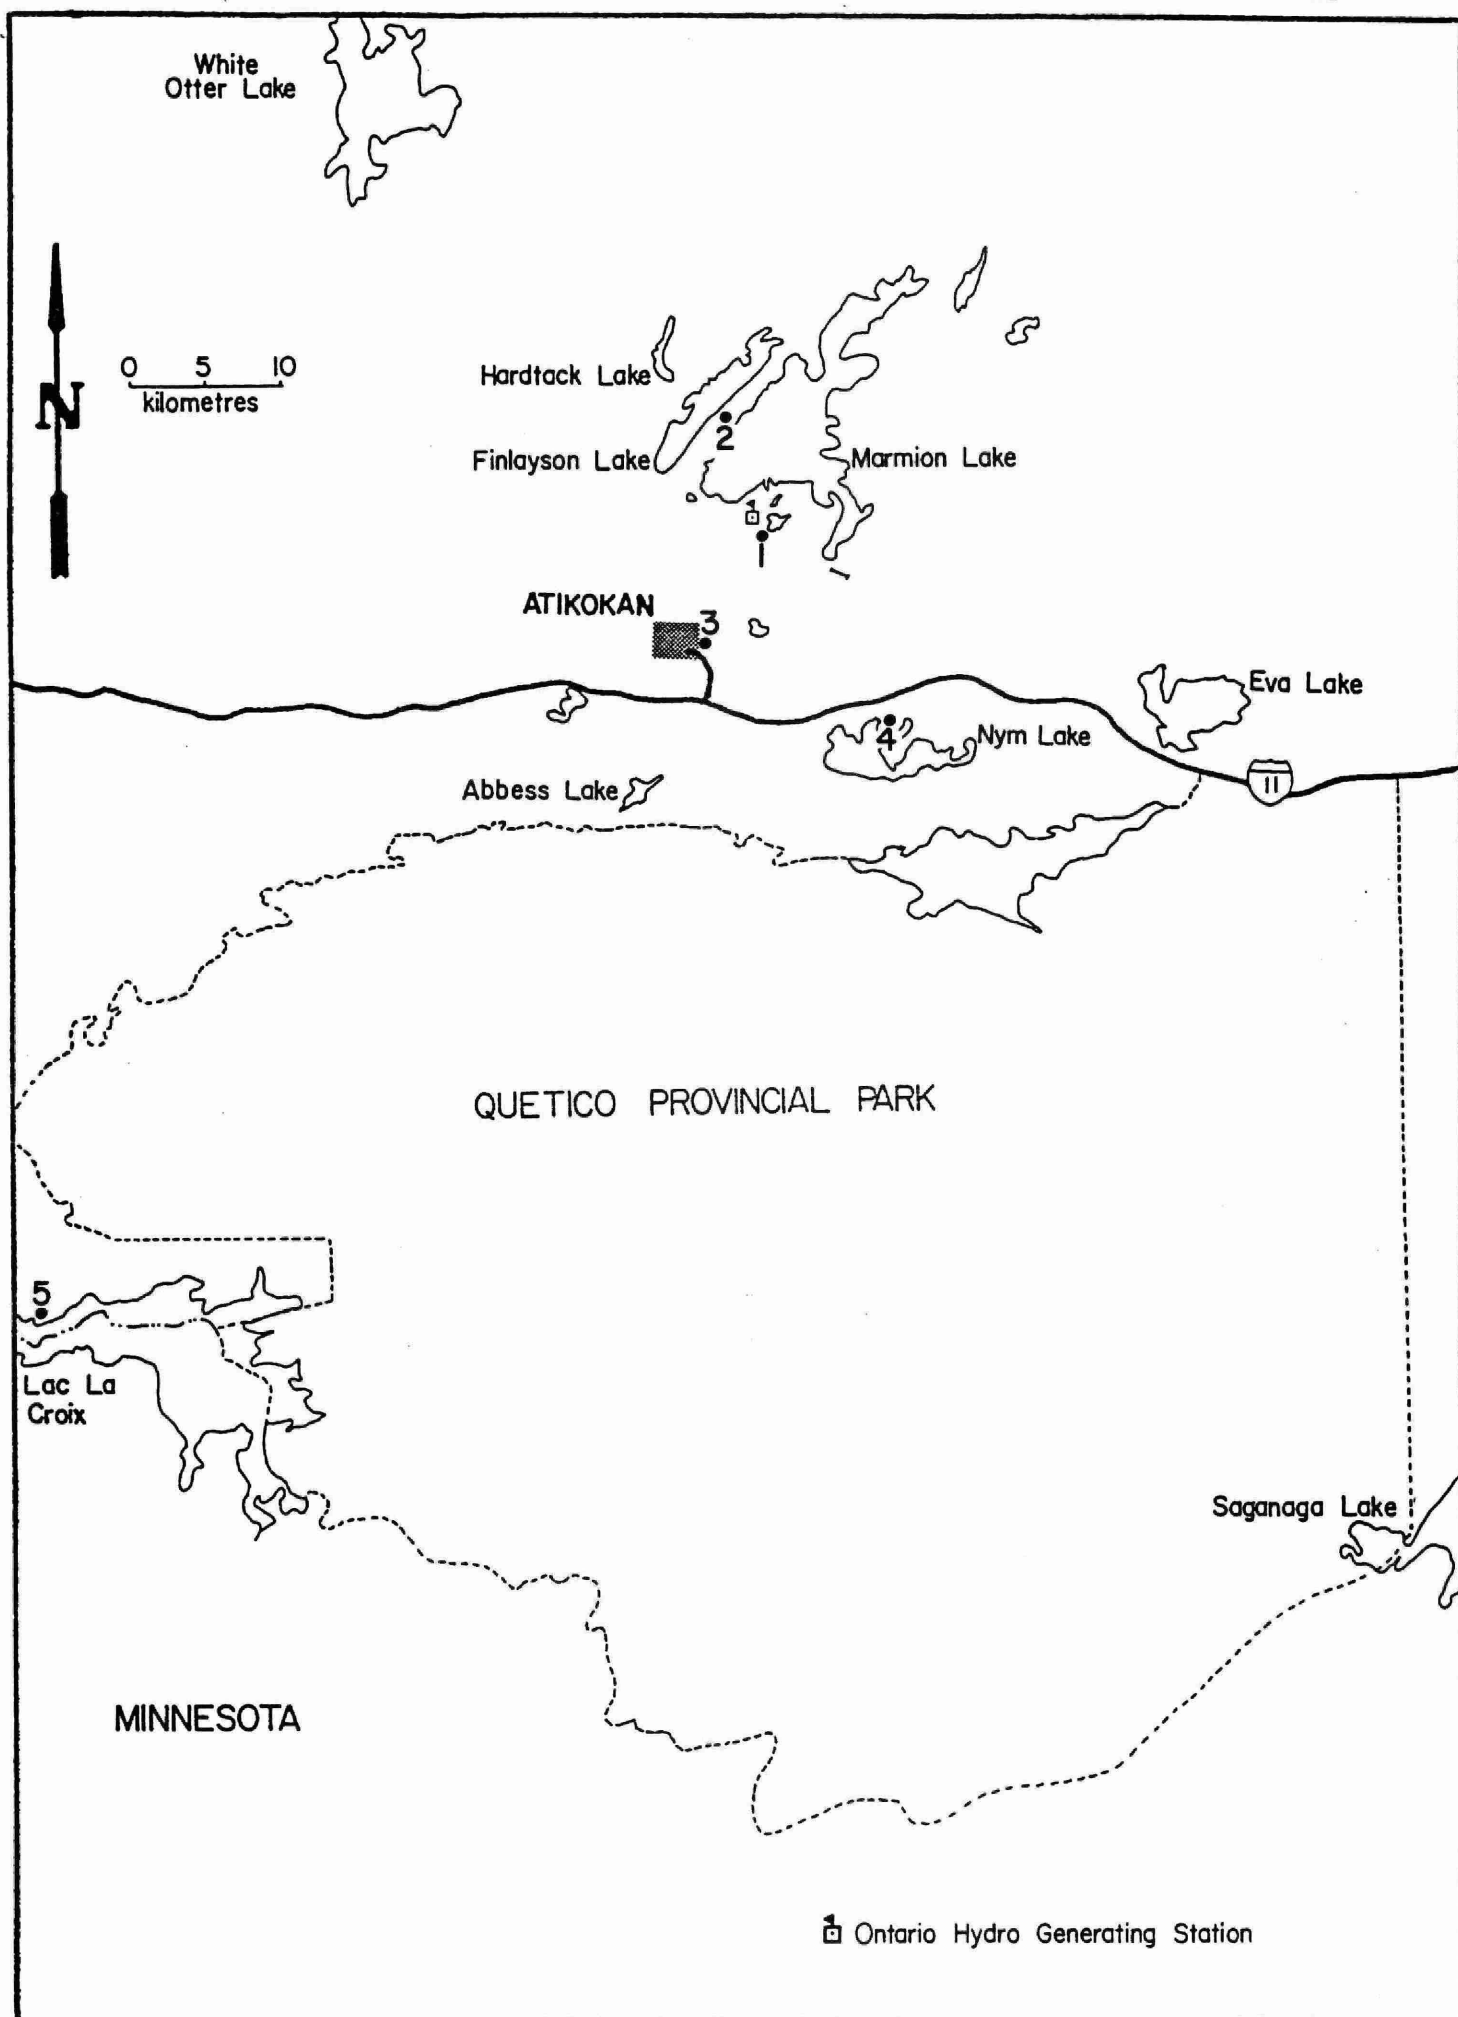 White
Otter Lake
0 5 10
kilometres
N
Hardtack Lake
2
Finlayson Lake
Marmion Lake
1
ATIKOKAN
3
Eva Lake
4
Nym Lake
11
Abbess Lake
QUETICO PROVINCIAL PARK
5
Lac La
Croix
Saganaga Lake
MINNESOTA
Ontario Hydro Generating Station